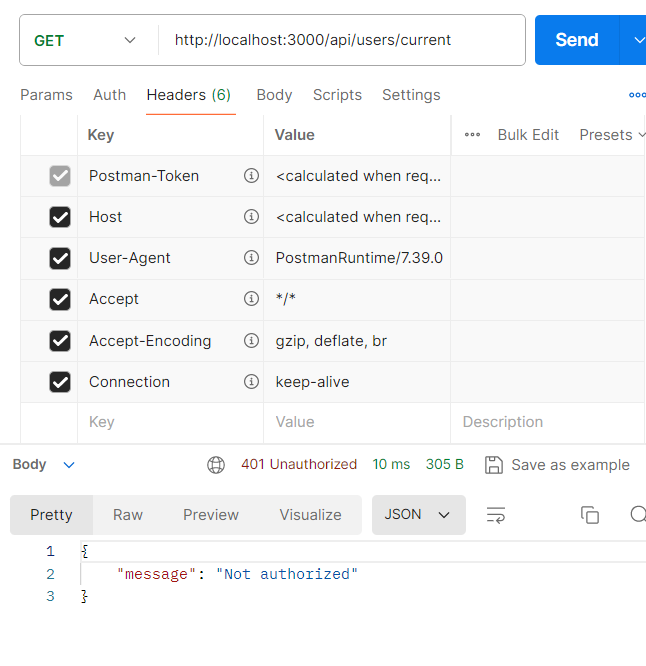 GET http://localhost:3000/api/users/current Send
Params Auth Headers (6) Body Scripts Settings
Key Value Bulk Edit Presets
Postman-Token <calculated when req...
Host <calculated when req...
User-Agent PostmanRuntime/7.39.0
Accept */*
Accept-Encoding gzip, deflate, br
Connection keep-alive
Key Value Description
Body 401 Unauthorized 10 ms 305 B Save as example
Pretty Raw Preview Visualize JSON
1 {
2 "message": "Not authorized"
3 }